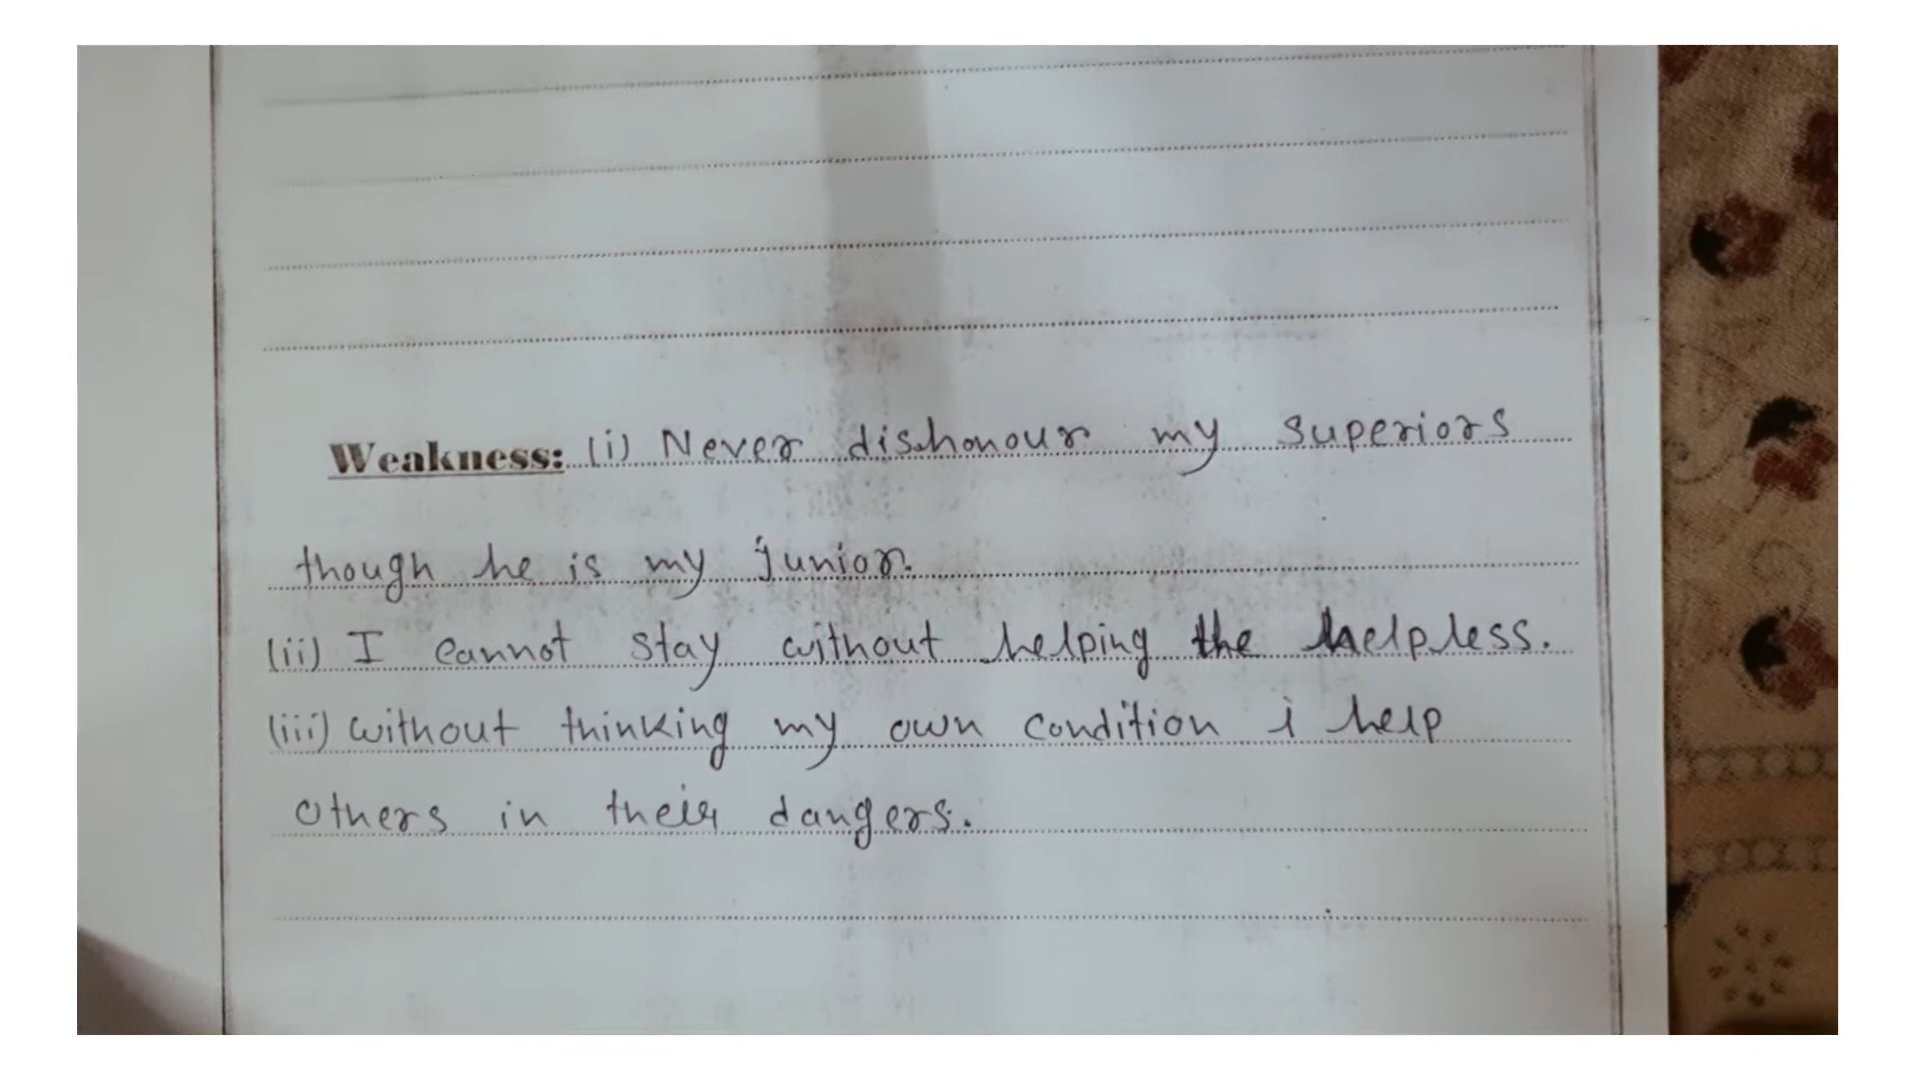 Weakness: (i) Never dishonour my superiors
though he is my junior.
(ii) I cannot stay without helping the helpless.
(iii) without thinking my own condition i help
others in their dangers.